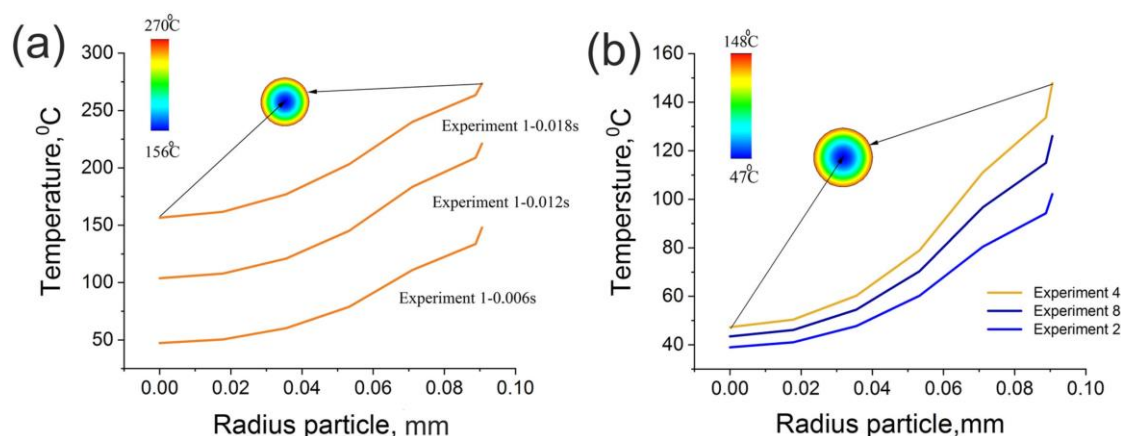 (a)
270°C
156°C
300
250
200
150
100
50
Temperature,⁰C
Experiment 1-0.018s
Experiment 1-0.012s
Experiment 1-0.006s
0.00 0.02 0.04 0.06 0.08 0.10
Radius particle, mm
(b)
148°C
47°C
160
140
120
100
80
60
40
Tempersture,⁰C
Experiment 4
Experiment 8
Experiment 2
0.00 0.02 0.04 0.06 0.08 0.10
Radius particle,mm